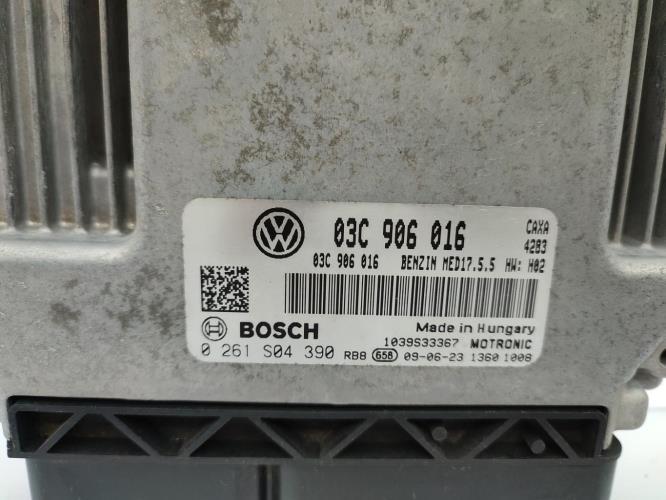 03C 906 016 CAXA
4283
03C 906 016 BENZIN MED17.5.5 HW: H02
BOSCH Made in Hungary
1039S33367 MOTRONIC
0 261 S04 390 RB8 658 09-06-23 1360 1008